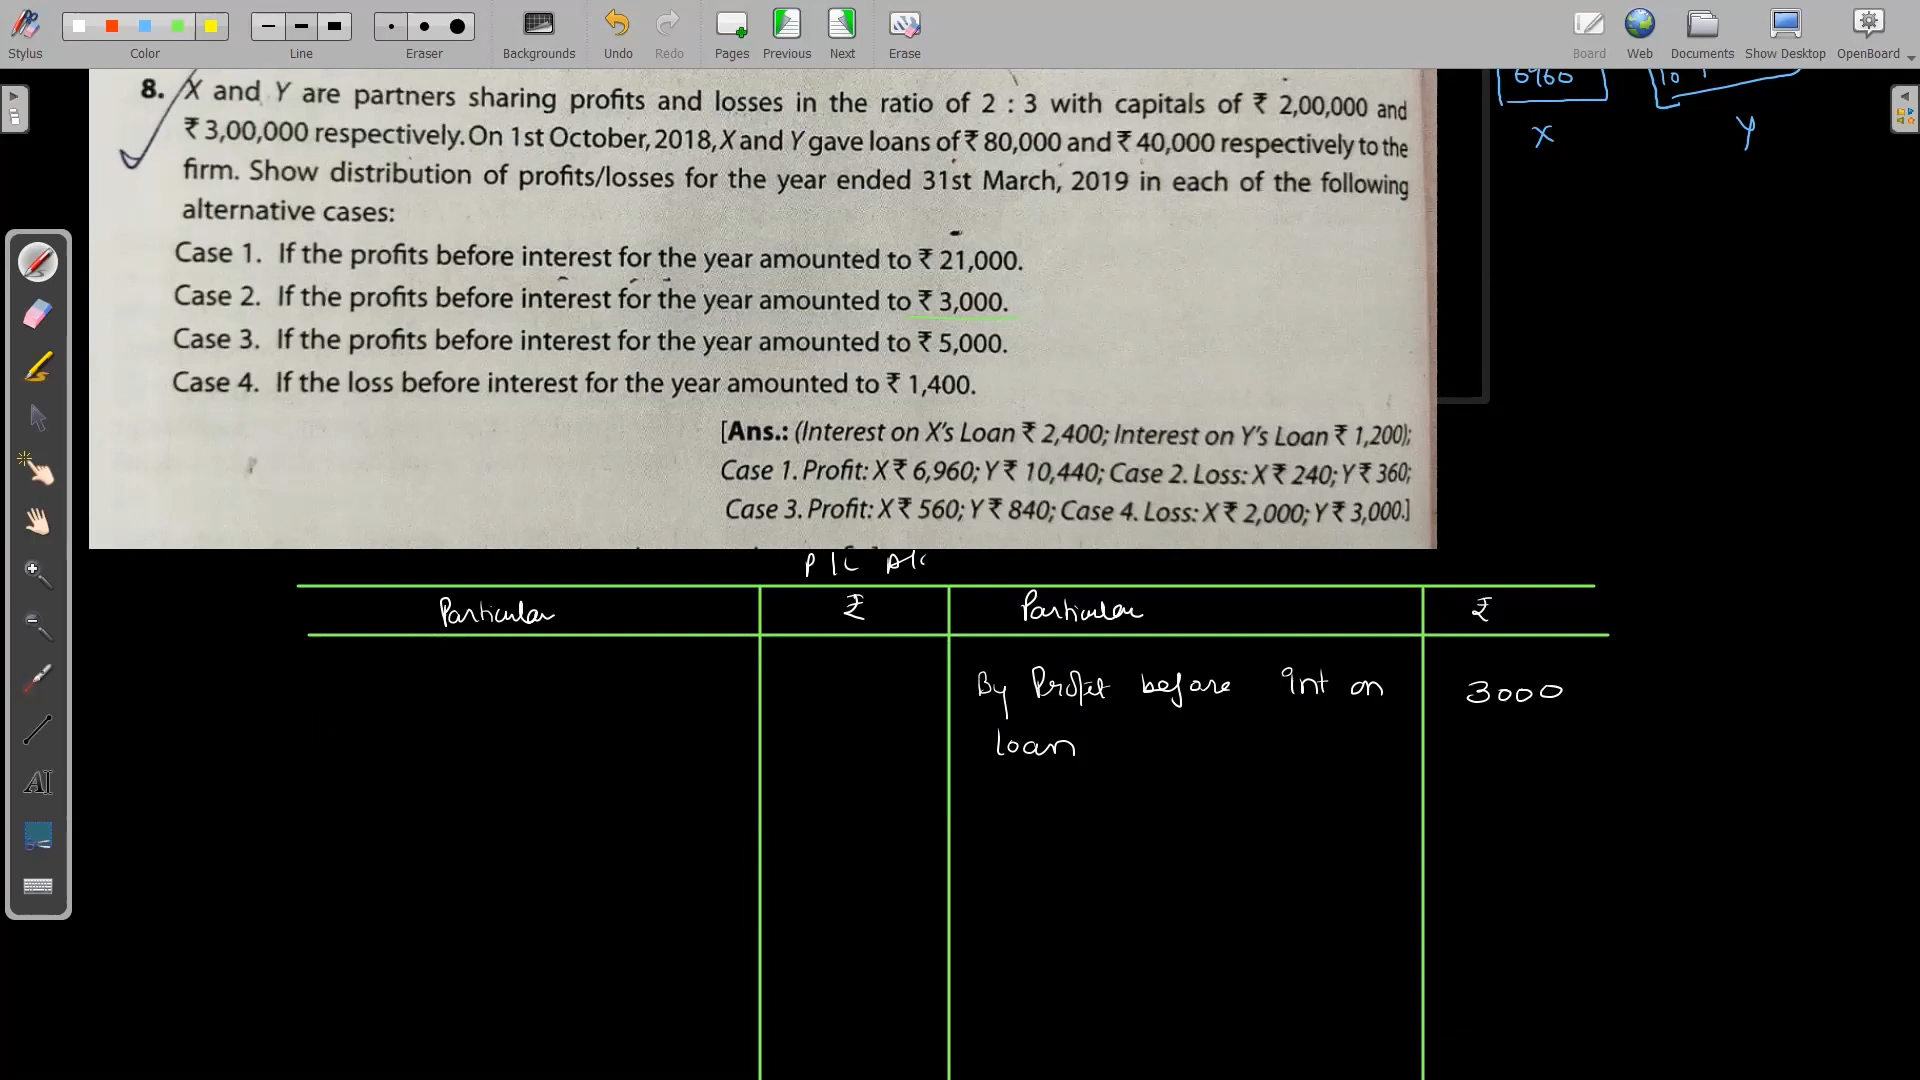 Stylus
Color
Line
Eraser
Backgrounds
Undo
Redo
Pages
Previous
Next
Erase
Board
Web
Documents
Show Desktop
OpenBoard
8. X and Y are partners sharing profits and losses in the ratio of 2 : 3 with capitals of ₹ 2,00,000 and
₹ 3,00,000 respectively. On 1st October, 2018, X and Y gave loans of ₹ 80,000 and ₹ 40,000 respectively to the
firm. Show distribution of profits/losses for the year ended 31st March, 2019 in each of the following
alternative cases:
Case 1. If the profits before interest for the year amounted to ₹ 21,000.
Case 2. If the profits before interest for the year amounted to ₹ 3,000.
Case 3. If the profits before interest for the year amounted to ₹ 5,000.
Case 4. If the loss before interest for the year amounted to ₹ 1,400.
[Ans.: (Interest on X's Loan ₹ 2,400; Interest on Y's Loan ₹ 1,200);
Case 1. Profit: X ₹ 6,960; Y ₹ 10,440; Case 2. Loss: X ₹ 240; Y ₹ 360;
Case 3. Profit: X ₹ 560; Y ₹ 840; Case 4. Loss: X ₹ 2,000; Y ₹ 3,000.]
6960
X
Y
P/L A/c
Particular ₹ Particular ₹
By Profit before Int on 3000
loan
AI